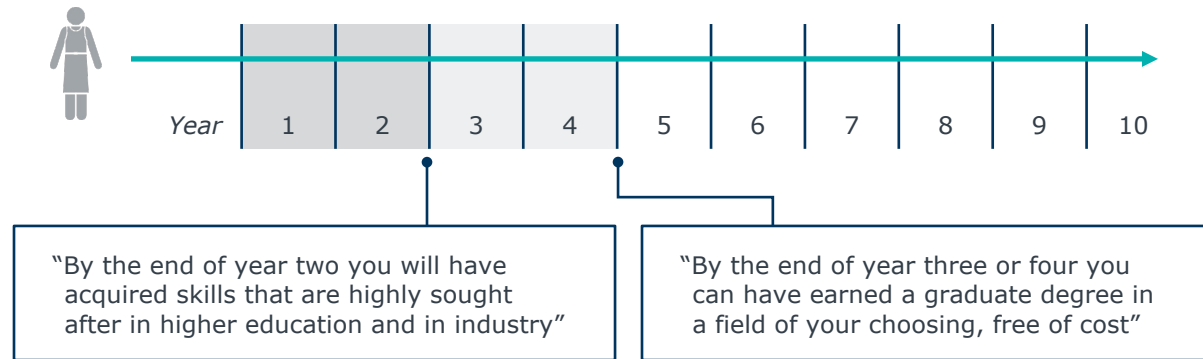 Year 1 2 3 4 5 6 7 8 9 10
“By the end of year two you will have
acquired skills that are highly sought
after in higher education and in industry”
“By the end of year three or four you
can have earned a graduate degree in
a field of your choosing, free of cost”